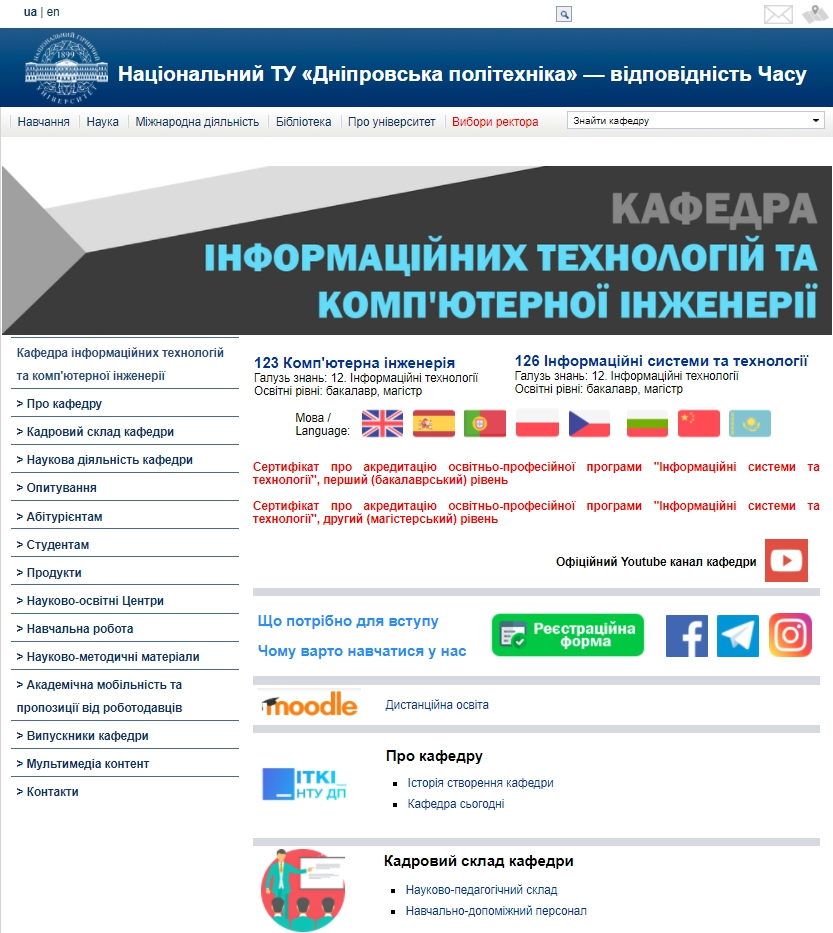 ua | en
НАЦІОНАЛЬНИЙ ГІРНИЧИЙ
1899
УНІВЕРСИТЕТ
Національний ТУ «Дніпровська політехніка» — відповідність Часу
Навчання
Наука
Міжнародна діяльність
Бібліотека
Про університет
Вибори ректора
Знайти кафедру
КАФЕДРА
ІНФОРМАЦІЙНИХ ТЕХНОЛОГІЙ ТА
КОМП'ЮТЕРНОЇ ІНЖЕНЕРІЇ
Кафедра інформаційних технологій
та комп'ютерної інженерії
> Про кафедру
> Кадровий склад кафедри
> Наукова діяльність кафедри
> Опитування
> Абітурієнтам
> Студентам
> Продукти
> Науково-освітні Центри
> Навчальна робота
> Науково-методичні матеріали
> Академічна мобільність та
пропозиції від роботодавців
> Випускники кафедри
> Мультимедіа контент
> Контакти
123 Комп'ютерна інженерія
Галузь знань: 12. Інформаційні технології
Освітні рівні: бакалавр, магістр
126 Інформаційні системи та технології
Галузь знань: 12. Інформаційні технології
Освітні рівні: бакалавр, магістр
Мова /
Language:
Сертифікат про акредитацію освітньо-професійної програми "Інформаційні системи та
технології", перший (бакалаврський) рівень
Сертифікат про акредитацію освітньо-професійної програми "Інформаційні системи та
технології", другий (магістерський) рівень
Офіційний Youtube канал кафедри
Що потрібно для вступу
Чому варто навчатися у нас
Реєстраційна
форма
moodle
Дистанційна освіта
ІТКІ_
НТУ ДП
Про кафедру
Історія створення кафедри
Кафедра сьогодні
Кадровий склад кафедри
Науково-педагогічний склад
Навчально-допоміжний персонал